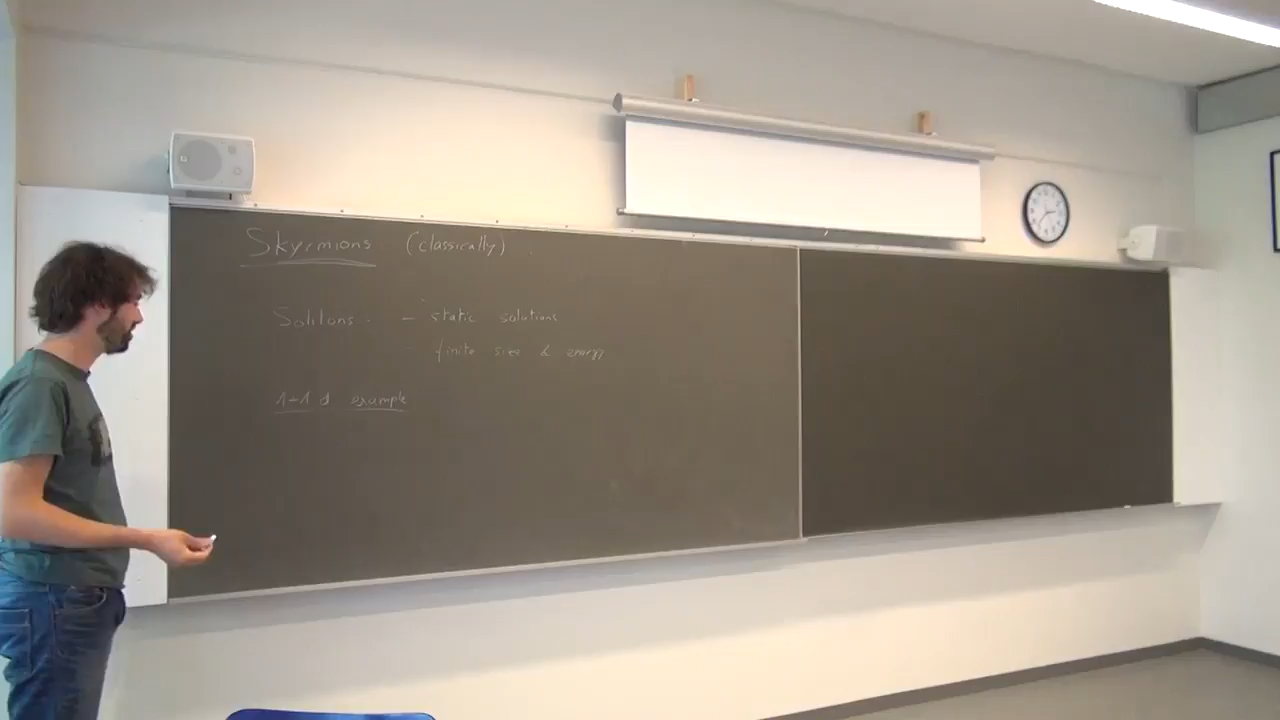 Skyrmions (classically)
Solitons. - static solutions
finite size & energy
1+1 d example